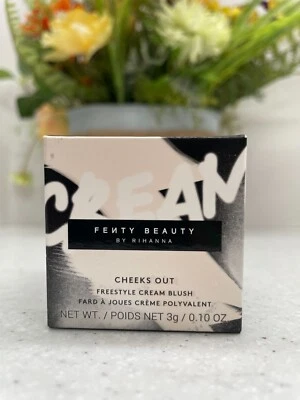 CREAM
FEИTY BEAUTY
BY RIHANNA
CHEEKS OUT
FREESTYLE CREAM BLUSH
FARD À JOUES CRÈME POLYVALENT
NET WT. / POIDS NET 3g / 0.10 OZ.